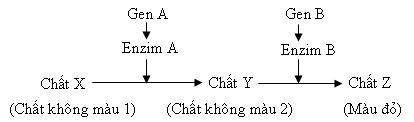 Gen A Gen B
Enzim A Enzim B
Chất X Chất Y Chất Z
(Chất không màu 1) (Chất không màu 2) (Màu đỏ)